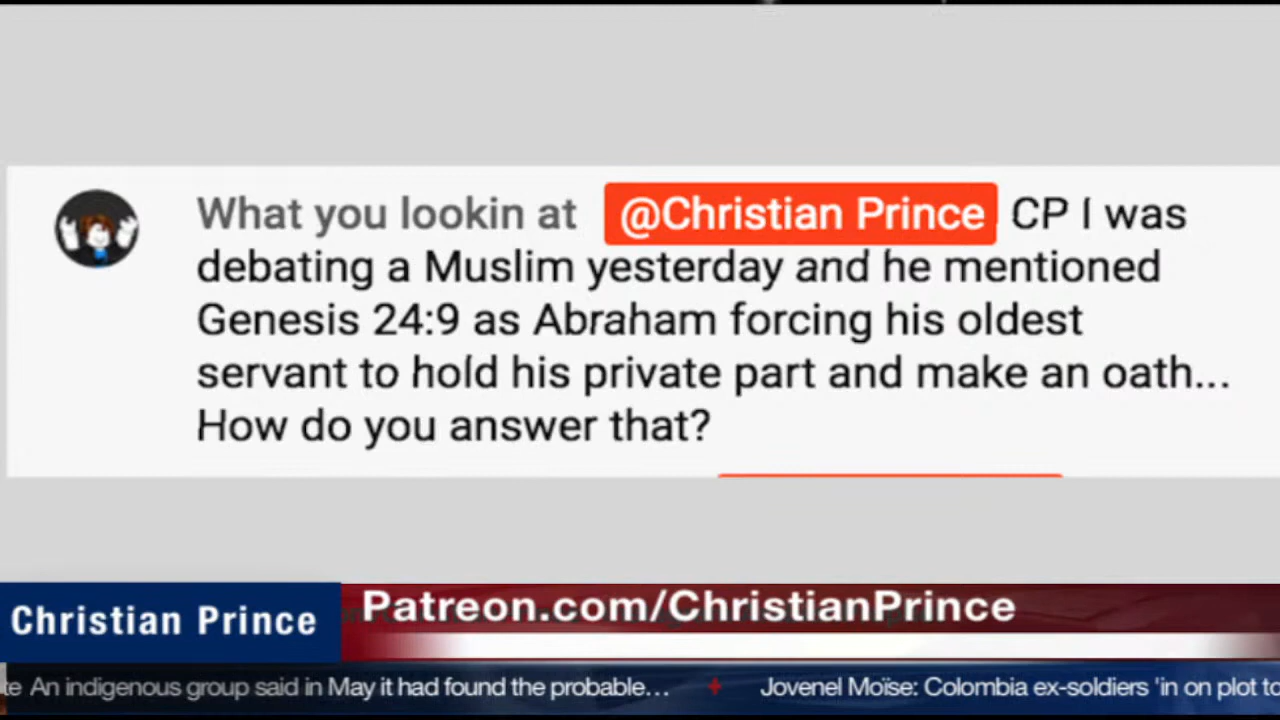 What you lookin at @Christian Prince CP I was
debating a Muslim yesterday and he mentioned
Genesis 24:9 as Abraham forcing his oldest
servant to hold his private part and make an oath...
How do you answer that?
Christian Prince
Patreon.com/ChristianPrince
An indigenous group said in May it had found the probable... Jovenel Moïse: Colombia ex-soldiers 'in on plot to